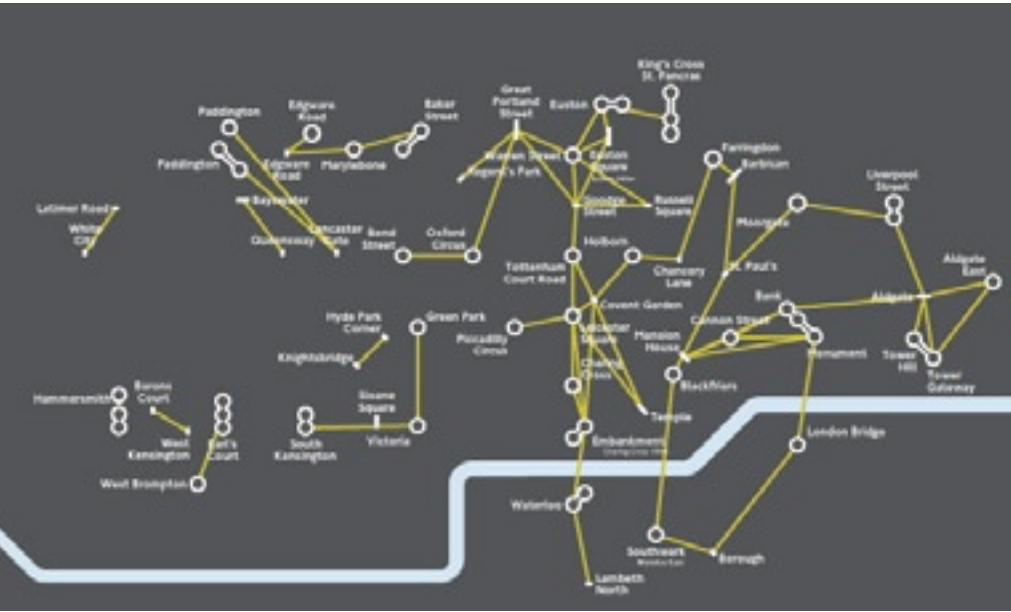 King's Cross
St. Pancras
Great
Portland
Street
Baker
Street
Edgware
Road
Paddington
Euston
Paddington
Edgware
Road
Marylebone
Warren Street
Euston
Square
Regent's Park
Farringdon
Barbican
Liverpool
Street
Latimer Road
White
City
Bayswater
Queensway
Lancaster
Gate
Bond
Street
Oxford
Circus
Goodge
Street
Russell
Square
Moorgate
Holborn
Tottenham
Court Road
Chancery
Lane
St. Paul's
Aldgate
East
Aldgate
Bank
Covent Garden
Hyde Park
Corner
Green Park
Piccadilly
Circus
Leicester
Square
Cannon Street
Mansion
House
Monument
Knightsbridge
Charing
Cross
Blackfriars
Tower
Hill
Tower
Gateway
Hammersmith
Barons
Court
West
Kensington
Earl's
Court
Sloane
Square
South
Kensington
Victoria
Temple
Embankment
London Bridge
West Brompton
Waterloo
Southwark
Borough
Lambeth
North